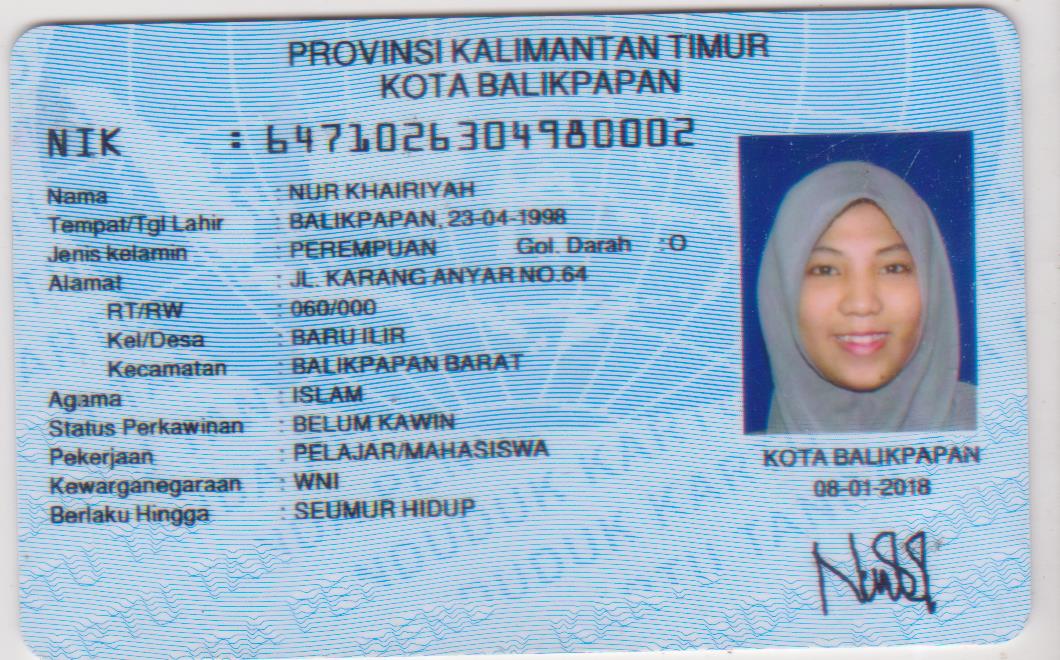 PROVINSI KALIMANTAN TIMUR
KOTA BALIKPAPAN
NIK : 6471026304980002
Nama : NUR KHAIRIYAH
Tempat/Tgl Lahir : BALIKPAPAN, 23-04-1998
Jenis kelamin : PEREMPUAN Gol. Darah : O
Alamat : JL. KARANG ANYAR NO.64
RT/RW : 060/000
Kel/Desa : BARU ILIR
Kecamatan : BALIKPAPAN BARAT
Agama : ISLAM
Status Perkawinan : BELUM KAWIN
Pekerjaan : PELAJAR/MAHASISWA
Kewarganegaraan : WNI
Berlaku Hingga : SEUMUR HIDUP
KOTA BALIKPAPAN
08-01-2018